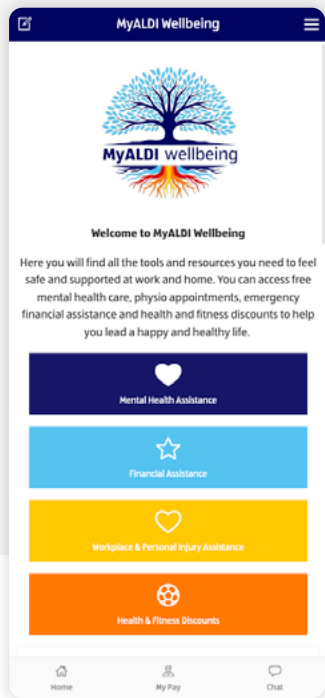 MyALDI Wellbeing
MyALDI wellbeing
Welcome to MyALDI Wellbeing
Here you will find all the tools and resources you need to feel
safe and supported at work and home. You can access free
mental health care, physio appointments, emergency
financial assistance and health and fitness discounts to help
you lead a happy and healthy life.
Mental Health Assistance
Financial Assistance
Workplace & Personal Injury Assistance
Health & Fitness Discounts
Home
My Pay
Chat